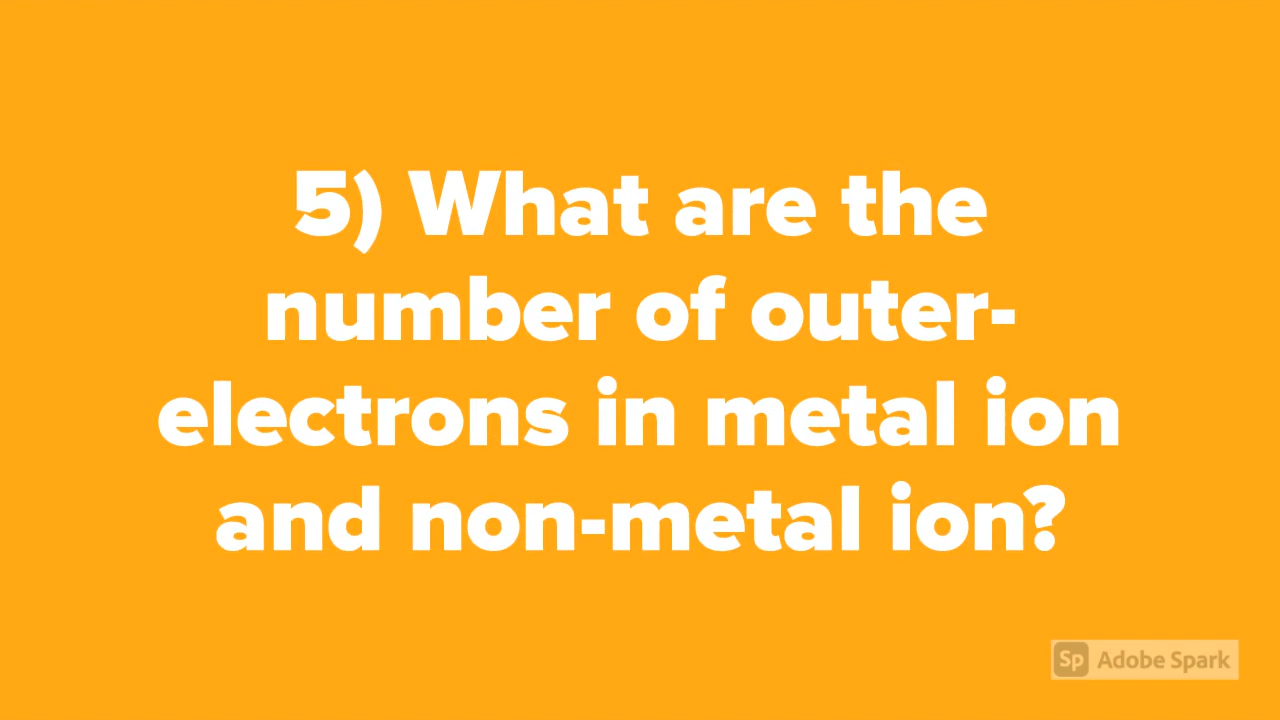 5) What are the
number of outer-
electrons in metal ion
and non-metal ion?
Sp Adobe Spark